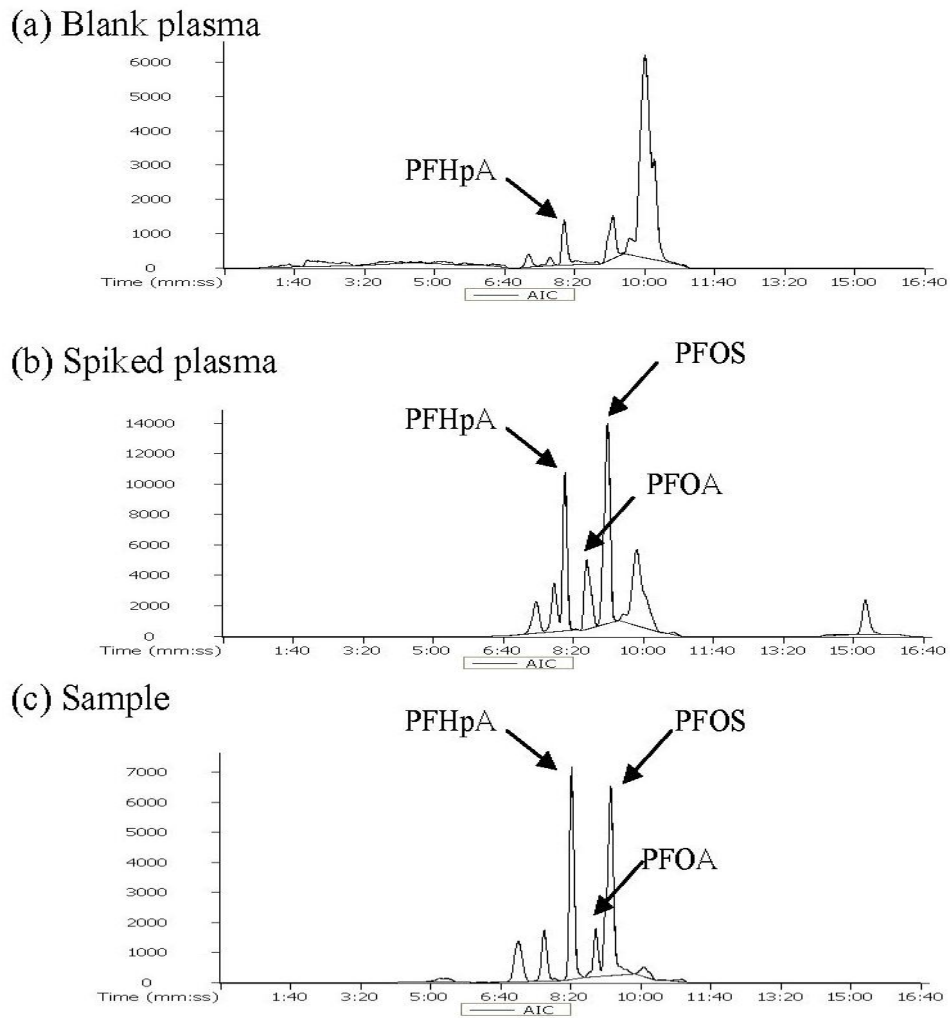 (a) Blank plasma
6000
5000
4000
PFHpA
3000
2000
1000
0
Time (mm:ss) 1:40 3:20 5:00 6:40 8:20 10:00 11:40 13:20 15:00 16:40
AIC
(b) Spiked plasma
PFOS
PFHpA
14000
12000
PFOA
10000
8000
6000
4000
2000
0
Time (mm:ss) 1:40 3:20 5:00 6:40 8:20 10:00 11:40 13:20 15:00 16:40
AIC
(c) Sample
PFHpA PFOS
7000
6000
5000
PFOA
4000
3000
2000
1000
0
Time (mm:ss) 1:40 3:20 5:00 6:40 8:20 10:00 11:40 13:20 15:00 16:40
AIC